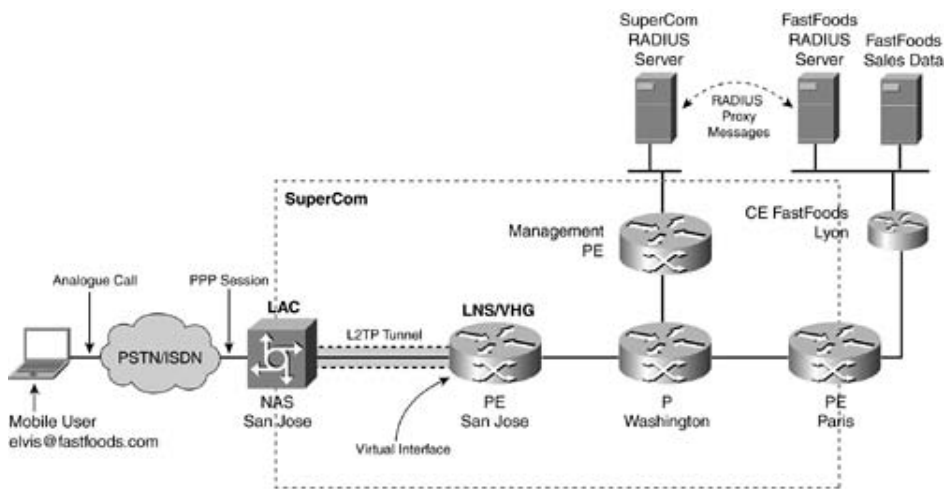 SuperCom
RADIUS
Server
FastFoods
RADIUS
Server
FastFoods
Sales Data
RADIUS
Proxy
Messages
SuperCom
Management
PE
CE FastFoods
Lyon
Analogue Call
PPP Session
LAC
LNS/VHG
L2TP Tunnel
PSTN/ISDN
Mobile User
elvis@fastfoods.com
NAS
San Jose
Virtual Interface
PE
San Jose
P
Washington
PE
Paris